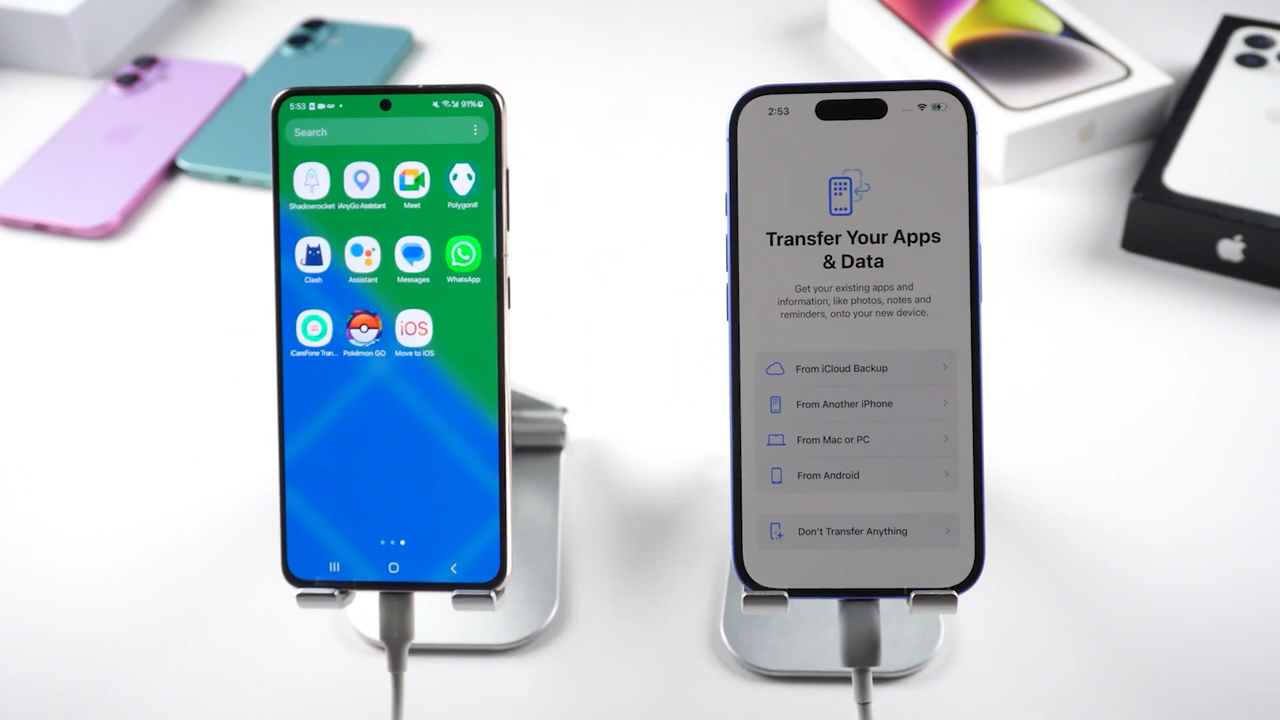 5:53
91%
Search
Shadowrocket
iAnyGo Assistant
Meet
Polygon#
Clash
Assistant
Messages
WhatsApp
iCareFone Tran...
Pokémon GO
iOS
Move to iOS
2:53
Transfer Your Apps
& Data
Get your existing apps and
information, like photos, notes and
reminders, onto your new device.
From iCloud Backup
From Another iPhone
From Mac or PC
From Android
Don't Transfer Anything